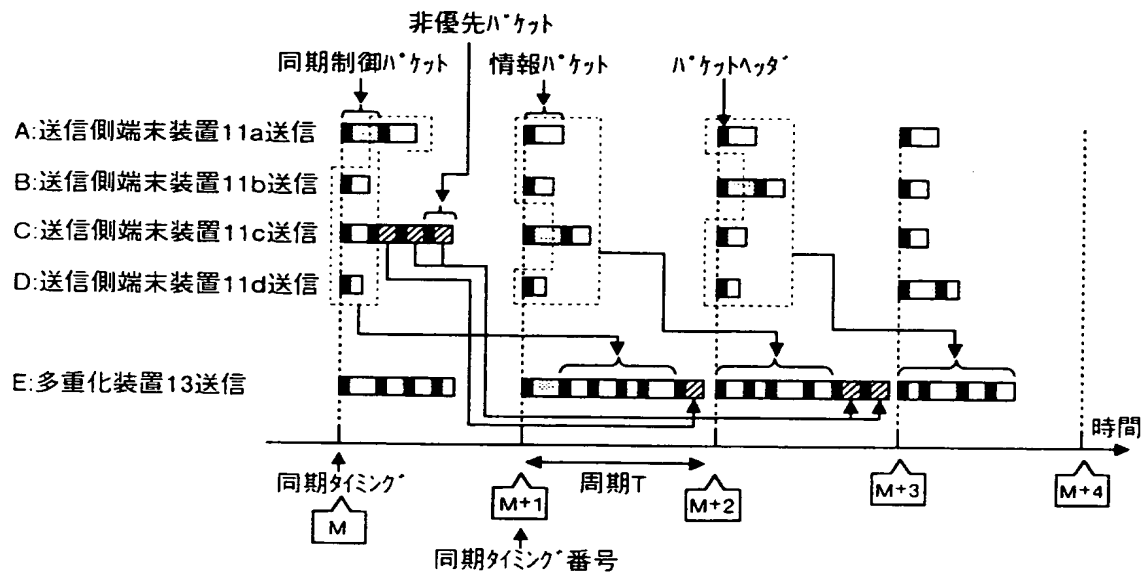 非優先ﾊﾟｹｯﾄ
同期制御ﾊﾟｹｯﾄ
情報ﾊﾟｹｯﾄ
ﾊﾟｹｯﾄﾍｯﾀﾞ
A:送信側端末装置11a送信
B:送信側端末装置11b送信
C:送信側端末装置11c送信
D:送信側端末装置11d送信
E:多重化装置13送信
時間
同期ﾀｲﾐﾝｸﾞ
周期T
M
M+1
M+2
M+3
M+4
同期ﾀｲﾐﾝｸﾞ番号